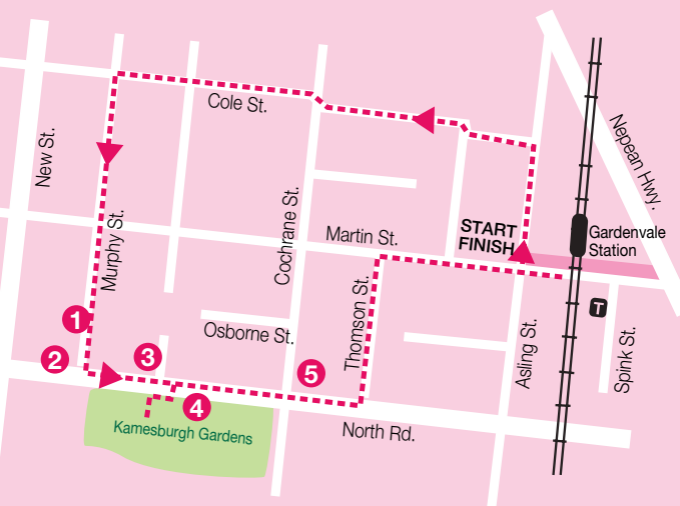 Cole St.
New St.
Nepean Hwy.
Murphy St.
Cochrane St.
Martin St.
START
FINISH
Gardenvale
Station
T
1
2
3
Osborne St.
Thomson St.
5
4
Asling St.
Spink St.
Kamesburgh Gardens
North Rd.